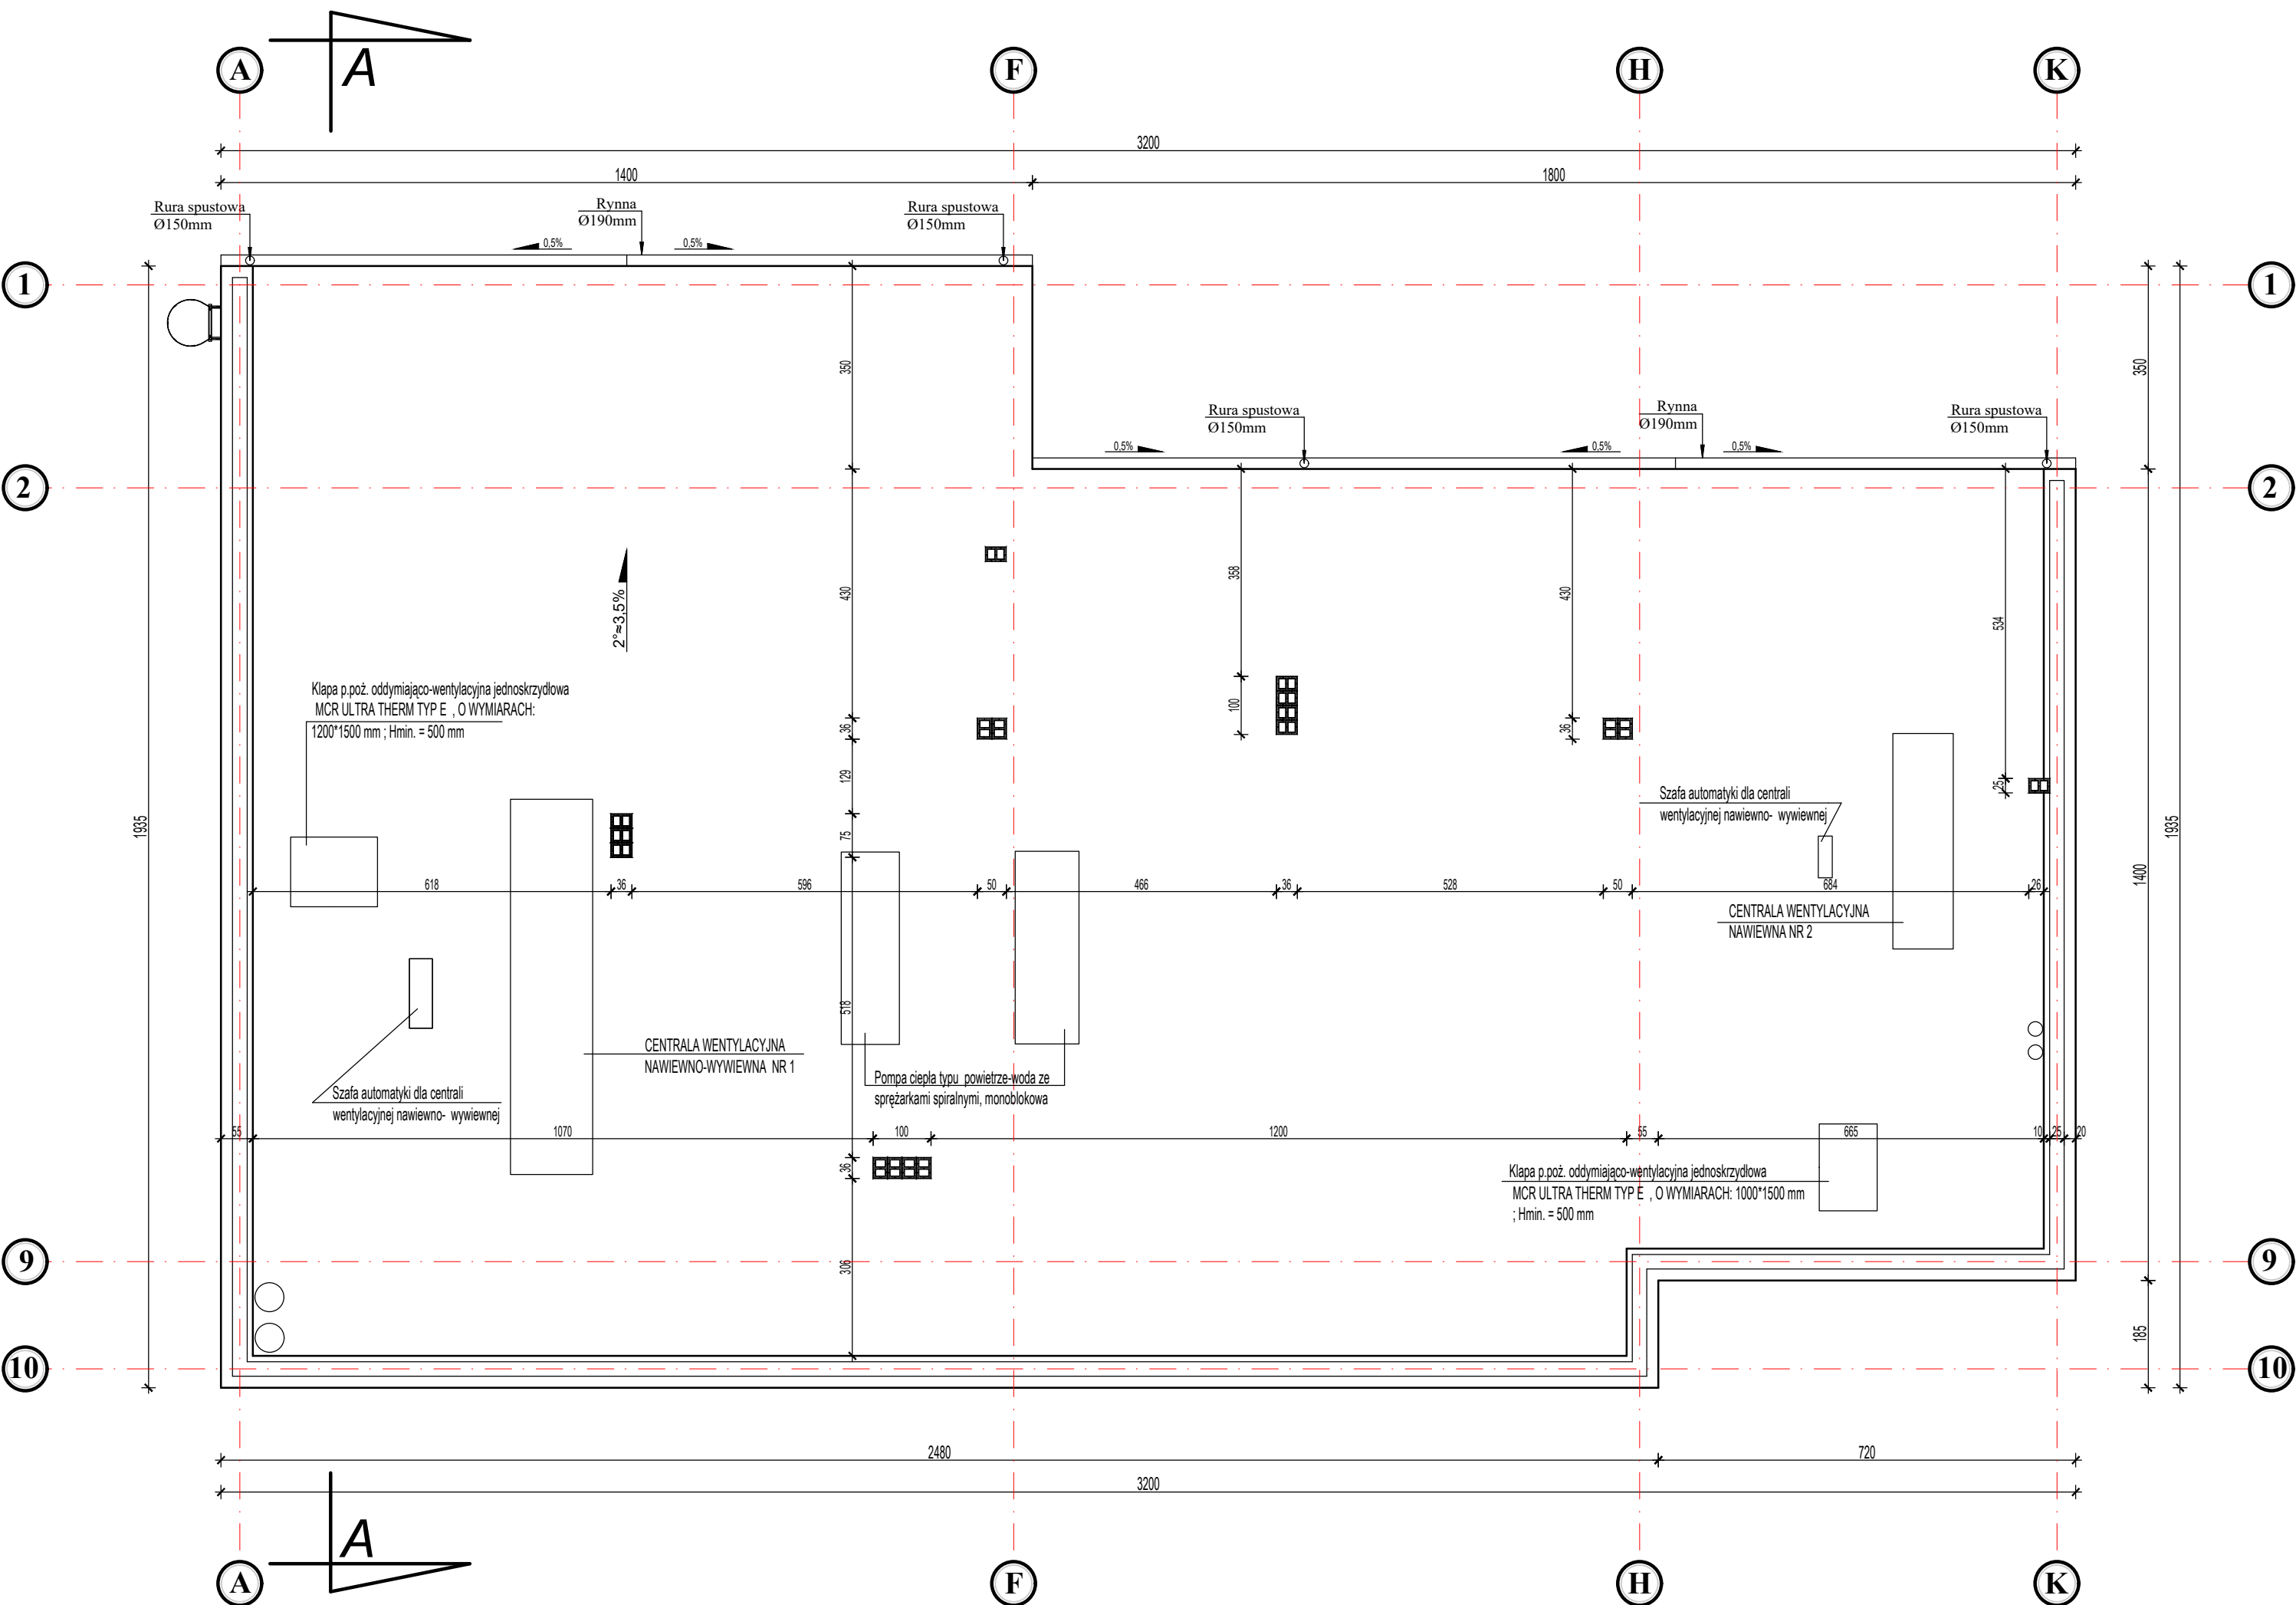 A
A
F
H
K
3200
1400
1800
Rura spustowa
Ø150mm
Rynna
Ø190mm
Rura spustowa
Ø150mm
0,5%
0,5%
1
1
350
350
Rura spustowa
Ø150mm
Rynna
Ø190mm
Rura spustowa
Ø150mm
0,5%
0,5%
0,5%
2
2
2°≈3,5%
430
358
430
534
Klapa p.poż. oddymiająco-wentylacyjna jednoskrzydłowa
MCR ULTRA THERM TYP E , O WYMIARACH:
1200*1500 mm ; Hmin. = 500 mm
36
100
36
129
25
Szafa automatyki dla centrali
wentylacyjnej nawiewno- wywiewnej
1935
75
1935
1400
618
36
596
50
466
36
528
50
684
26
CENTRALA WENTYLACYJNA
NAWIEWNA NR 2
518
CENTRALA WENTYLACYJNA
NAWIEWNO-WYWIEWNA NR 1
Pompa ciepła typu powietrze-woda ze
sprężarkami spiralnymi, monoblokowa
Szafa automatyki dla centrali
wentylacyjnej nawiewno- wywiewnej
55
1070
100
1200
55
665
10
25
20
36
Klapa p.poż. oddymiająco-wentylacyjna jednoskrzydłowa
MCR ULTRA THERM TYP E , O WYMIARACH: 1000*1500 mm
; Hmin. = 500 mm
9
9
306
185
10
10
2480
720
3200
A
A
F
H
K